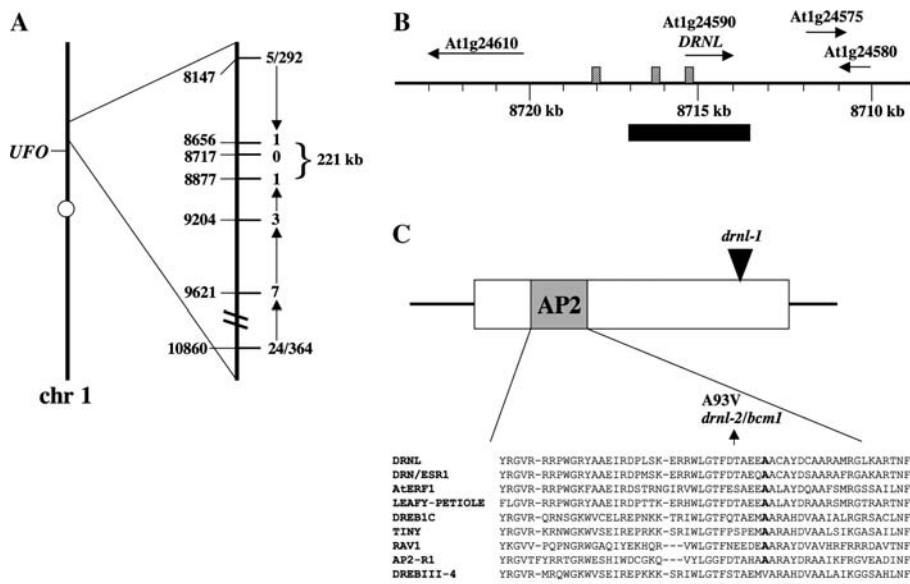 A
UFO
chr 1
8147
5/292
8656
1
8717
0
8877
1
221 kb
9204
3
9621
7
10860
24/364
B
At1g24610
At1g24590
DRNL
At1g24575
At1g24580
8720 kb
8715 kb
8710 kb
C
drnl-1
AP2
A93V
drnl-2/bcm1
DRNL YRGVR-RRPWGRYAAEIRDPLSK-ERRWLGTFDTAEEAACAYDCAARAMRGLKARTNF
DRN/ESR1 YRGVR-RRPWGRYAAEIRDPMSK-ERRWLGTFDTAEQAACAYDSAARAFRGAKARTNF
AtERF1 YRGVR-QRPWGKFAAEIRDSTRNGIRVWLGTFESAEEAALAYDQAAFSMRGSSAILNF
LEAFY-PETIOLE FLGVR-RRPWGRYAAEIRDPTTK-ERHWLGTFDTAEEAALAYDRAARSMRGTRARTNF
DREB1C YRGVR-QRNSGKWVCELREPNKK-TRIWLGTFQTAEMAARAHDVAAIALRGRSACLNF
TINY YRGVR-KRNWGKWVSEIREPRKK-SRIWLGTFPSPEMAARAHDVAALSIKGASAILNF
RAV1 YKGVV-PQPNGRWGAQIYEKHQR---VWLGTFNEEDEAARAYDVAVHRFRRRDAVTNF
AP2-R1 YRGVTFYRRTGRWESHIWDCGKQ----VYLGGFDTAHAAARAYDRAAIKFRGVEADINF
DREBIII-4 YRGVR-MRQWGKWVSEIREPNKK-SRIWLGTFSTAEMVARAHDVAALAIKGGSAHLNF